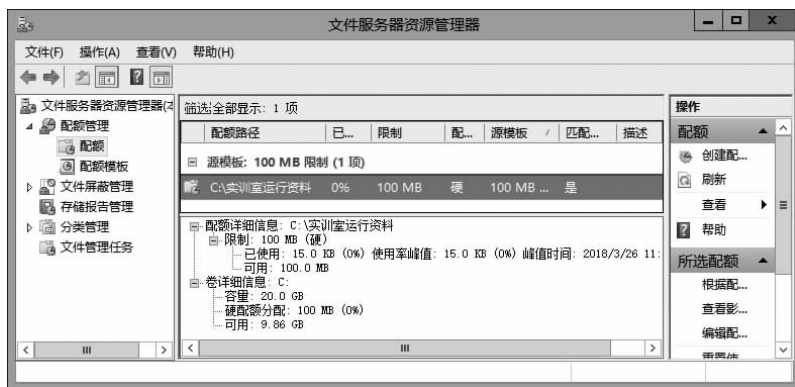 文件服务器资源管理器
文件(F) 操作(A) 查看(V) 帮助(H)
文件服务器资源管理器(
配额管理
配额
配额模板
文件屏蔽管理
存储报告管理
分类管理
文件管理任务
筛选:全部显示: 1 项
配额路径 已... 限制 配... 源模板 / 匹配... 描述
源模板: 100 MB 限制 (1 项)
C:\实训室运行资料 0% 100 MB 硬 100 MB ... 是
配额详细信息: C:\实训室运行资料
限制: 100 MB (硬)
已使用: 15.0 KB (0%) 使用率峰值: 15.0 KB (0%) 峰值时间: 2018/3/26 11:
可用: 100.0 MB
卷详细信息: C:
容量: 20.0 GB
硬配额分配: 100 MB (0%)
可用: 9.86 GB
操作
配额
创建配...
刷新
查看
帮助
所选配额
根据配...
查看影...
编辑配...